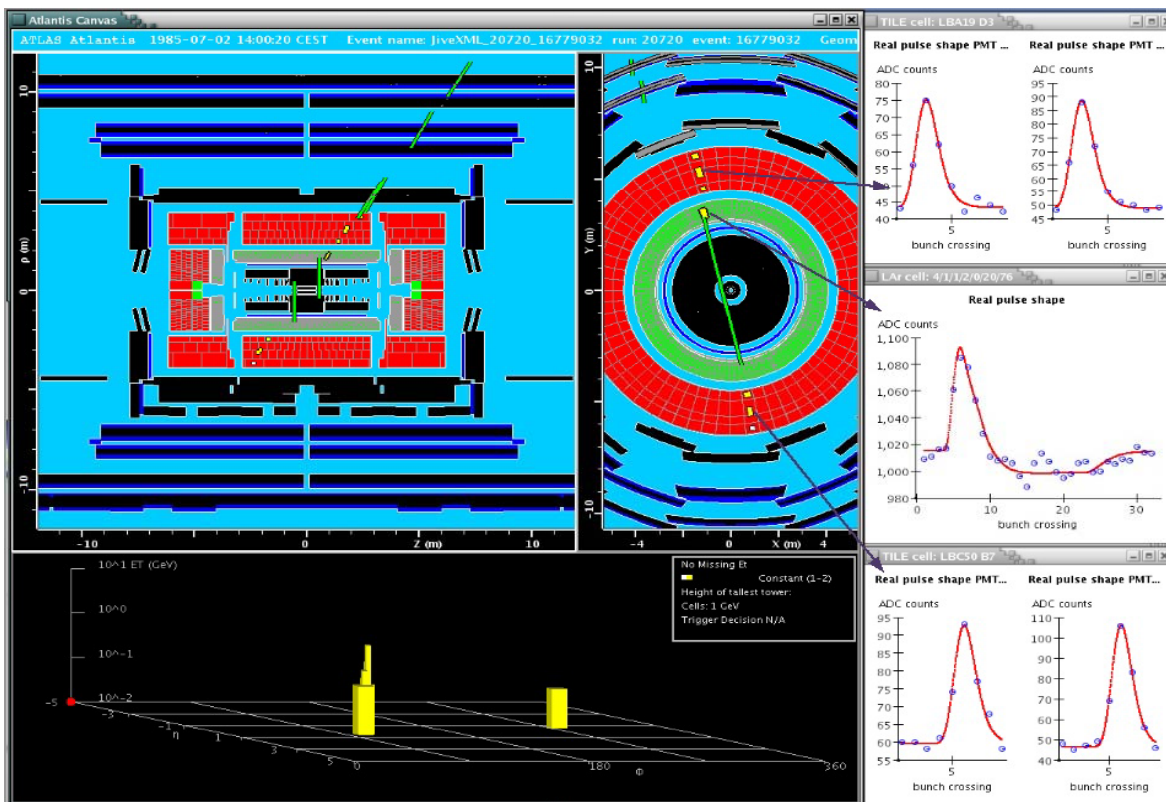 Atlantis Canvas
ATLAS Atlantis 1985-07-02 14:00:20 CEST Event name: JiveXML_20720_16779032 run: 20720 event: 16779032 Geom
10
0
-10
ρ (m)
-10
0
Z (m)
10
10
0
-10
Y (m)
-4
0
X (m)
4
10^1 ET (GeV)
10^0
10^-1
10^-2
-5
-3
-1
η
1
3
5
0
180
Φ
360
No Missing Et
Constant (1-2)
Height of tallest tower:
Cells: 1 GeV
Trigger Decision N/A
TILE cell: LBA19 D3
Real pulse shape PMT ...
ADC counts
80
75
70
65
60
55
50
45
40
5
bunch crossing
Real pulse shape PMT...
ADC counts
95
90
85
80
75
70
65
60
55
50
45
5
bunch crossing
LAr cell: 4/1/1/2/0/20/76
Real pulse shape
ADC counts
1,100
1,080
1,060
1,040
1,020
1,000
980
0
10
20
30
bunch crossing
TILE cell: LBC50 B7
Real pulse shape PMT...
ADC counts
95
90
85
80
75
70
65
60
55
5
bunch crossing
Real pulse shape PMT...
ADC counts
110
100
90
80
70
60
50
40
5
bunch crossing